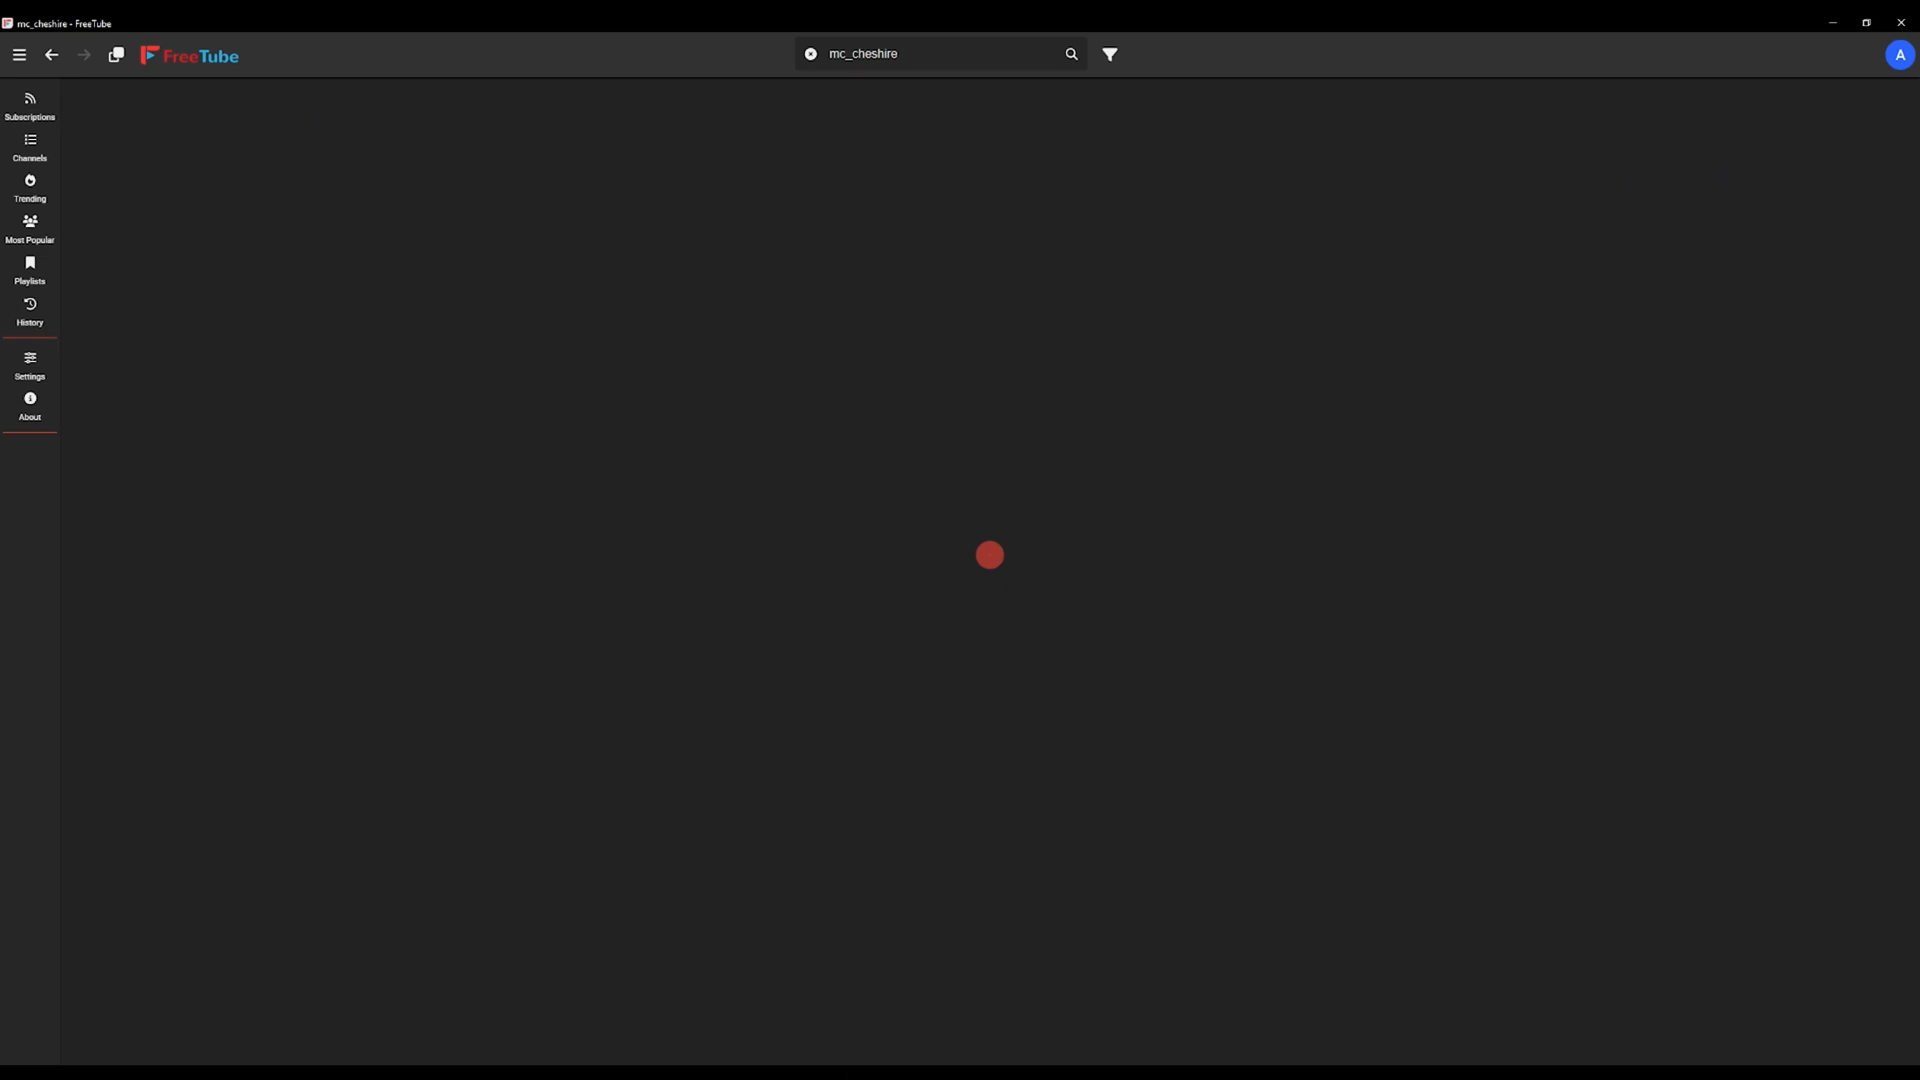 mc_cheshire - FreeTube
FreeTube
mc_cheshire
A
Subscriptions
Channels
Trending
Most Popular
Playlists
History
Settings
About